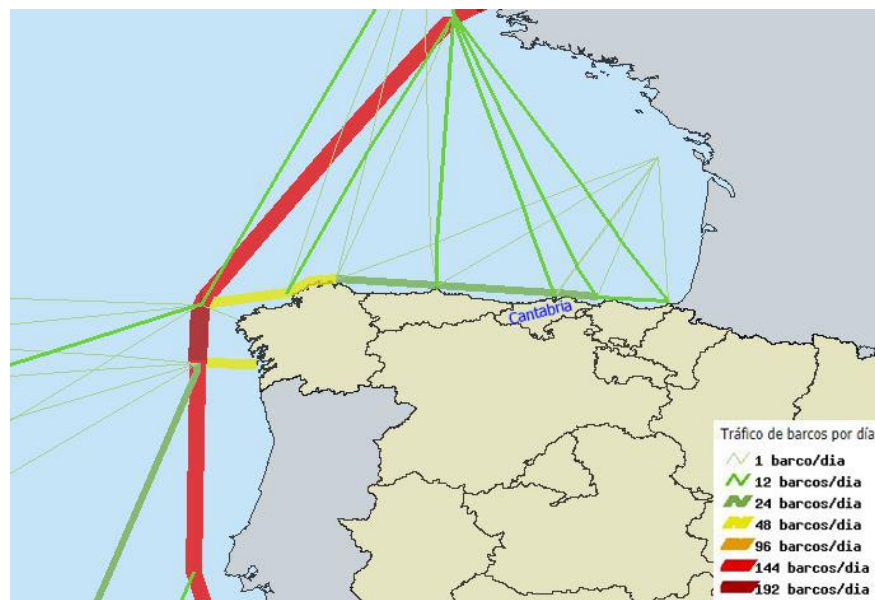 Cantabria
Tráfico de barcos por día
1 barco/dia
12 barcos/dia
24 barcos/dia
48 barcos/dia
96 barcos/dia
144 barcos/dia
192 barcos/dia